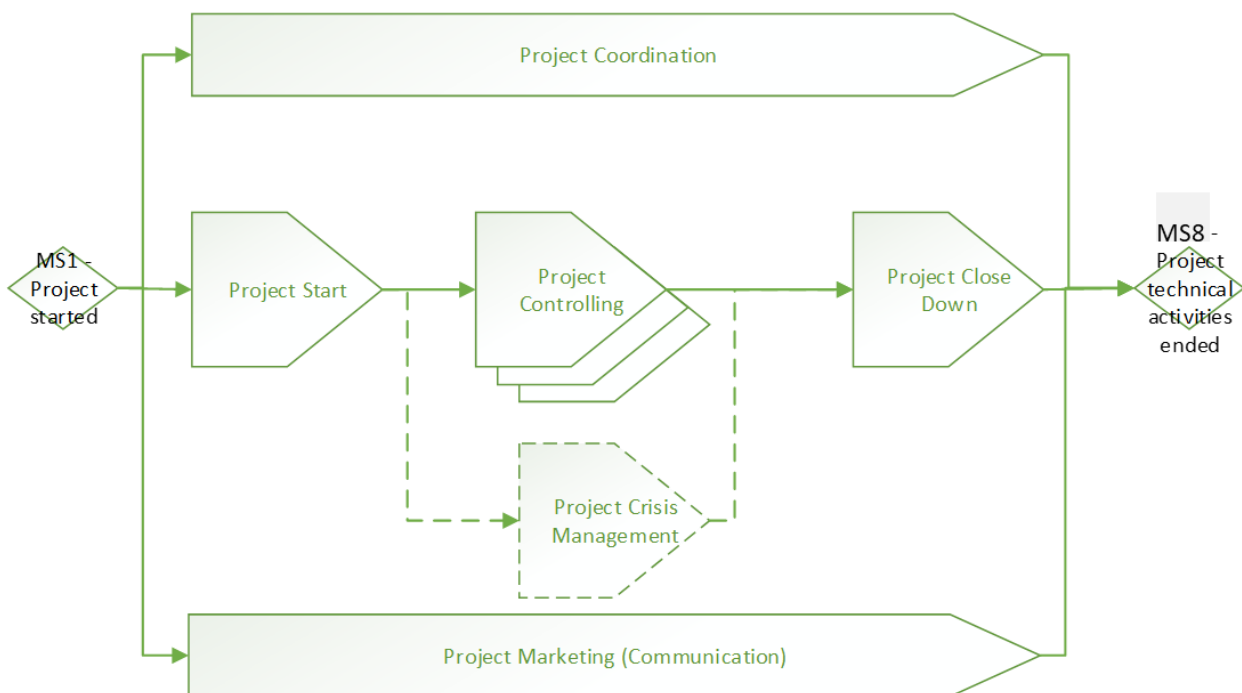 Project Coordination
MS1 -
Project
started
Project Start
Project
Controlling
Project Close
Down
MS8 -
Project
technical
activities
ended
Project Crisis
Management
Project Marketing (Communication)